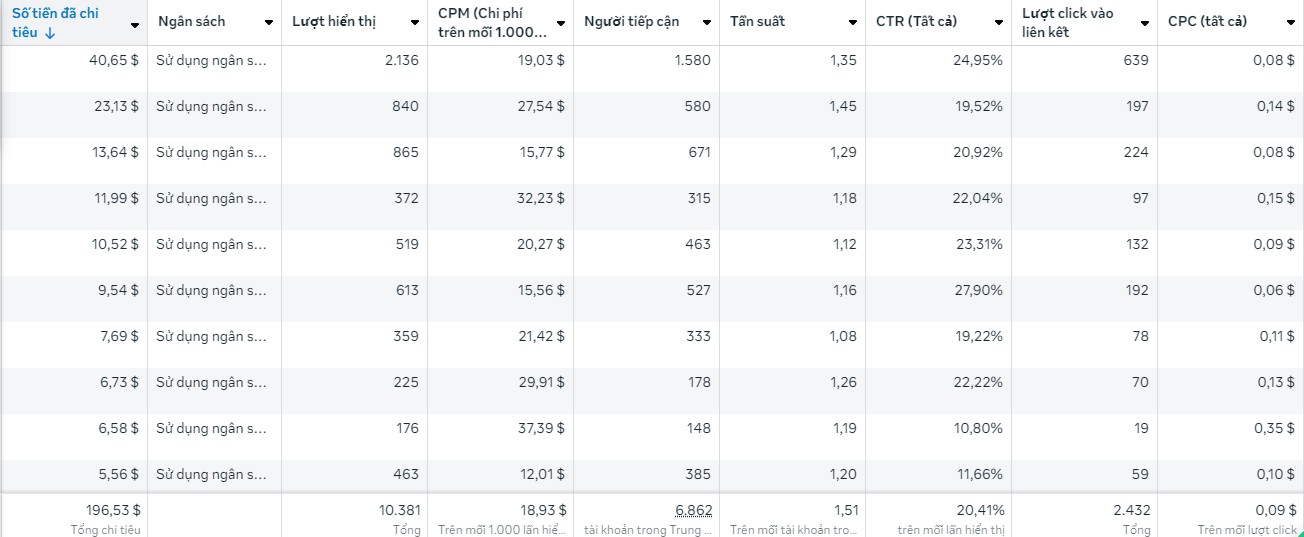 Số tiền đã chi tiêu ↓ Ngân sách Lượt hiển thị CPM (Chi phí trên mỗi 1.000... Người tiếp cận Tần suất CTR (Tất cả) Lượt click vào liên kết CPC (tất cả)
40,65 $ Sử dụng ngân s... 2.136 19,03 $ 1.580 1,35 24,95% 639 0,08 $
23,13 $ Sử dụng ngân s... 840 27,54 $ 580 1,45 19,52% 197 0,14 $
13,64 $ Sử dụng ngân s... 865 15,77 $ 671 1,29 20,92% 224 0,08 $
11,99 $ Sử dụng ngân s... 372 32,23 $ 315 1,18 22,04% 97 0,15 $
10,52 $ Sử dụng ngân s... 519 20,27 $ 463 1,12 23,31% 132 0,09 $
9,54 $ Sử dụng ngân s... 613 15,56 $ 527 1,16 27,90% 192 0,06 $
7,69 $ Sử dụng ngân s... 359 21,42 $ 333 1,08 19,22% 78 0,11 $
6,73 $ Sử dụng ngân s... 225 29,91 $ 178 1,26 22,22% 70 0,13 $
6,58 $ Sử dụng ngân s... 176 37,39 $ 148 1,19 10,80% 19 0,35 $
5,56 $ Sử dụng ngân s... 463 12,01 $ 385 1,20 11,66% 59 0,10 $
196,53 $ 10.381 18,93 $ 6.862 1,51 20,41% 2.432 0,09 $
Tổng chi tiêu Tổng Trên mỗi 1.000 lần hiể... tài khoản trong Trung ... Trên mỗi tài khoản tro... trên mỗi lần hiển thị Tổng Trên mỗi lượt click